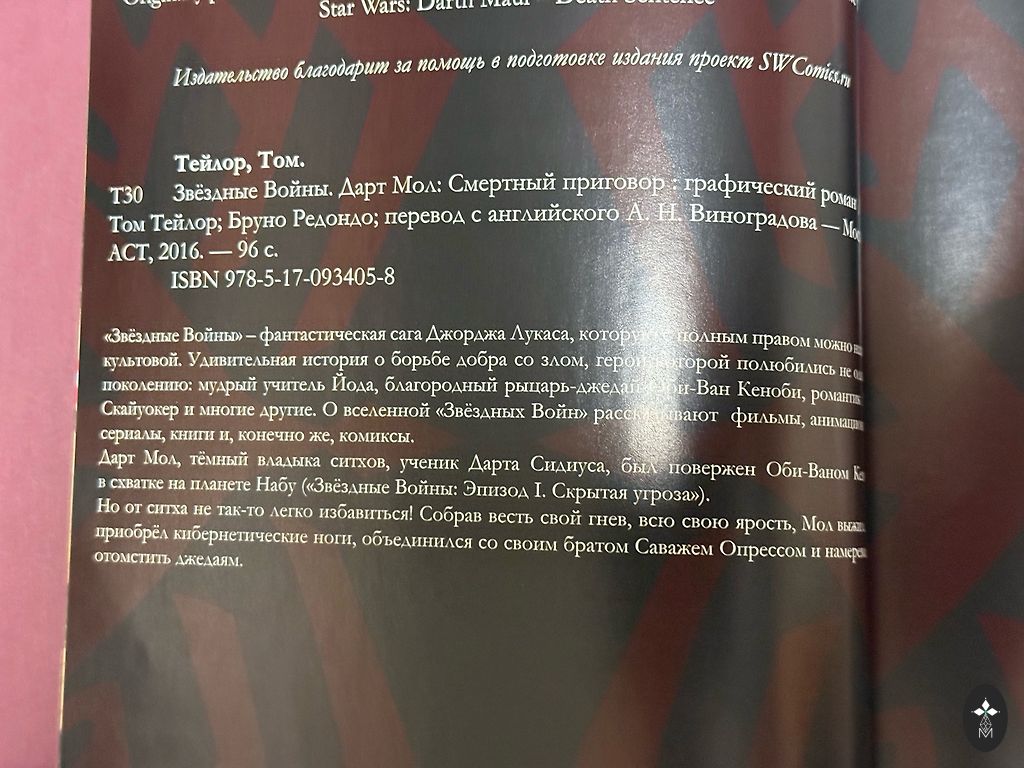 Star Wars: Darth Maul – Death Sentence
Издательство благодарит за помощь в подготовке издания проект SWComics.ru
Тейлор, Том.
Т30 Звёздные Войны. Дарт Мол: Смертный приговор : графический роман
Том Тейлор; Бруно Редондо; перевод с английского А. Н. Виноградова — Мос
АСТ, 2016. — 96 с.
ISBN 978-5-17-093405-8
«Звёздные Войны» – фантастическая сага Джорджа Лукаса, которую с полным правом можно
культовой. Удивительная история о борьбе добра со злом, герои которой полюбились не
поколению: мудрый учитель Йода, благородный рыцарь-джедай Оби-Ван Кеноби, романтик
Скайуокер и многие другие. О вселенной «Звёздных Войн» рассказывают фильмы, анимацио
сериалы, книги и, конечно же, комиксы.
Дарт Мол, тёмный владыка ситхов, ученик Дарта Сидиуса, был повержен Оби-Ваном Ке
в схватке на планете Набу («Звёздные Войны: Эпизод I. Скрытая угроза»).
Но от ситха не так-то легко избавиться! Собрав весть свой гнев, всю свою ярость, Мол выжил
приобрёл кибернетические ноги, объединился со своим братом Саважем Опрессом и намере
отомстить джедаям.
M